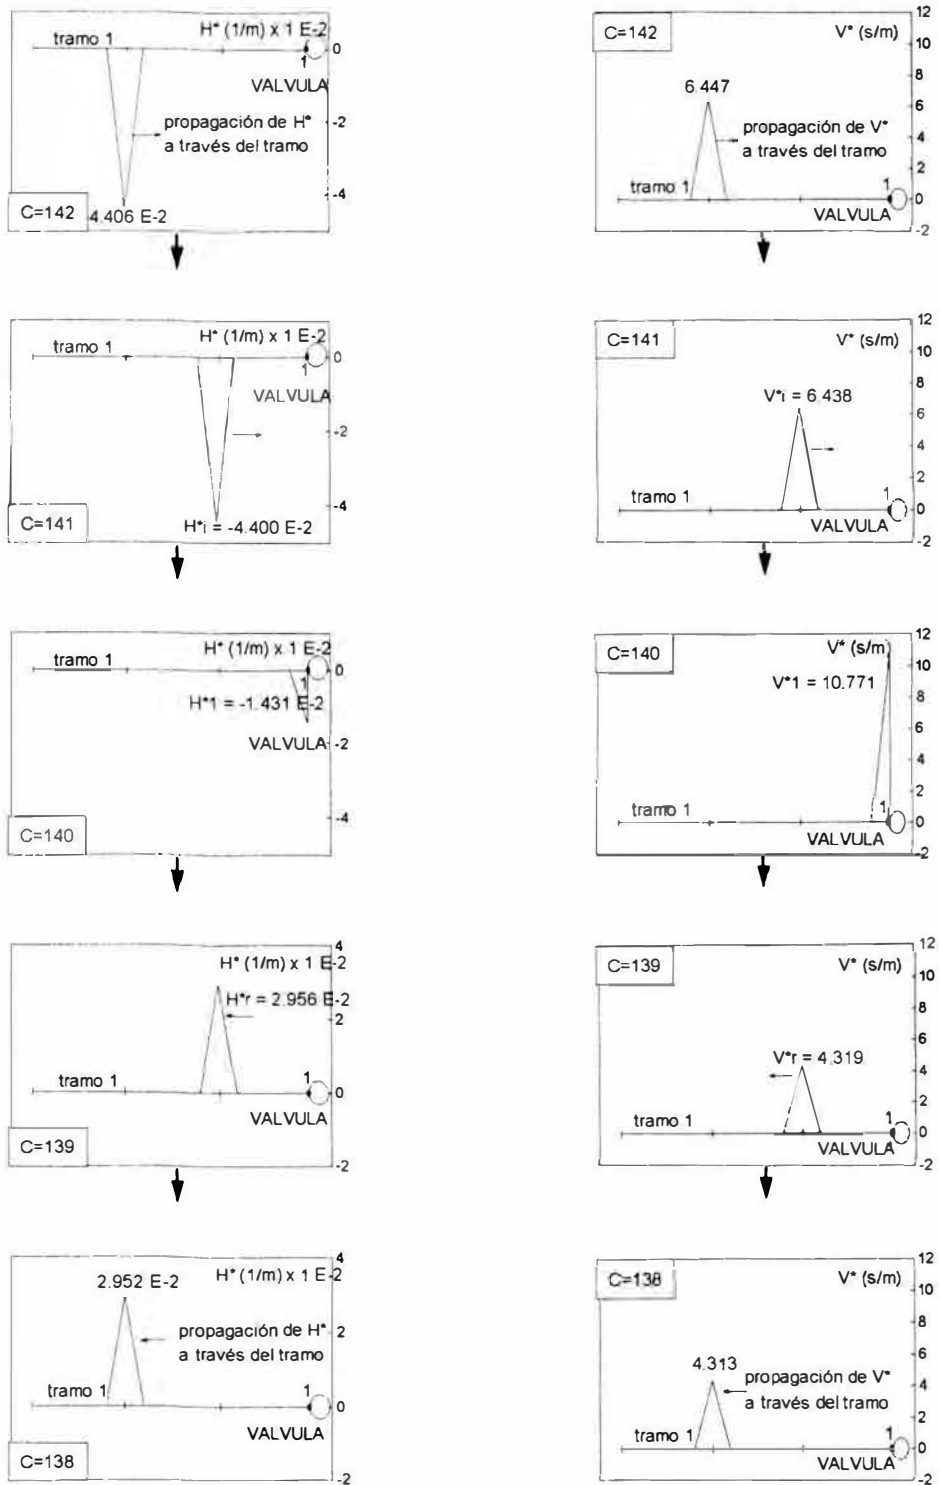 H* (1/m) x 1 E-2
tramo 1
0
1
VALVULA
propagación de H*
a través del tramo
-2
-4
C=142
4.406 E-2
C=142
V* (s/m)
12
10
8
6.447
6
propagación de V*
a través del tramo
4
2
tramo 1
1
0
VALVULA
-2
H* (1/m) x 1 E-2
tramo 1
0
1
VALVULA
-2
-4
C=141
H*i = -4.400 E-2
C=141
V* (s/m)
12
10
8
V*i = 6.438
6
4
2
tramo 1
1
0
VALVULA
-2
H* (1/m) x 1 E-2
tramo 1
0
1
H*1 = -1.431 E-2
VALVULA
-2
-4
C=140
C=140
V* (s/m)
12
10
V*1 = 10.771
8
6
4
2
tramo 1
1
0
VALVULA
-2
4
H* (1/m) x 1 E-2
H*r = 2.956 E-2
2
tramo 1
1
0
VALVULA
C=139
-2
C=139
V* (s/m)
12
10
8
6
V*r = 4.319
4
2
tramo 1
1
0
VALVULA
-2
4
2.952 E-2
H* (1/m) x 1 E-2
propagación de H*
a través del tramo
2
tramo 1
1
0
VALVULA
C=138
-2
C=138
V* (s/m)
12
10
8
6
4.313
propagación de V*
a través del tramo
4
2
tramo 1
1
0
VALVULA
-2